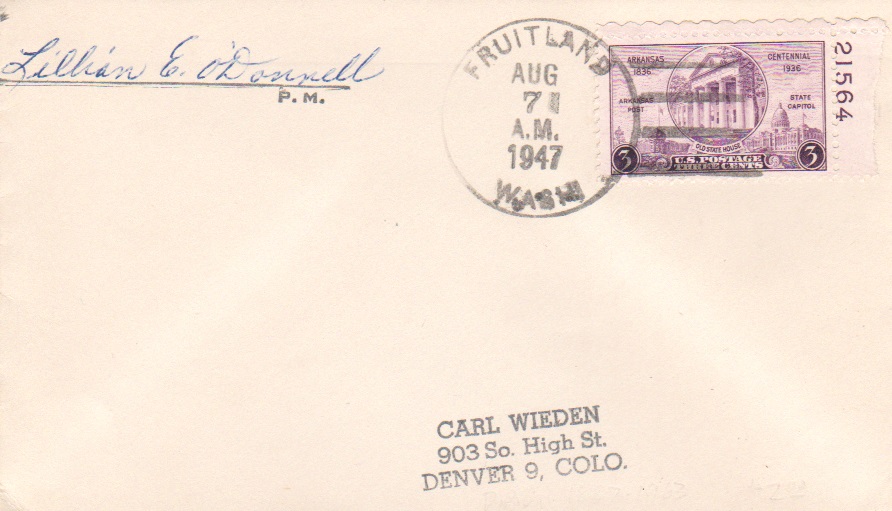 Lillian E. O'Donnell
P.M.
FRUITLAND
AUG
7
A.M.
1947
WASH
ARKANSAS
1836
CENTENNIAL
1936
ARKANSAS
POST
STATE
CAPITOL
OLD STATE HOUSE
3 U.S. POSTAGE 3
THREE CENTS
21564
CARL WIEDEN
903 So. High St.
DENVER 9, COLO.